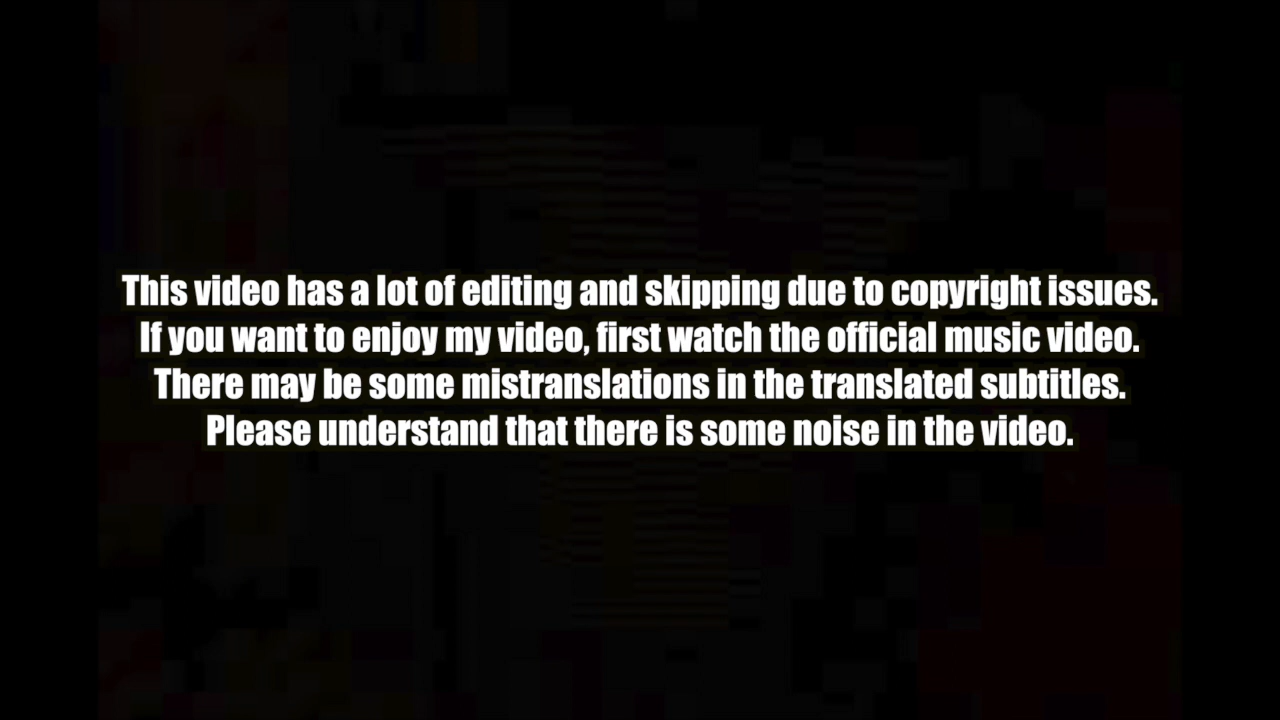 This video has a lot of editing and skipping due to copyright issues.
If you want to enjoy my video, first watch the official music video.
There may be some mistranslations in the translated subtitles.
Please understand that there is some noise in the video.